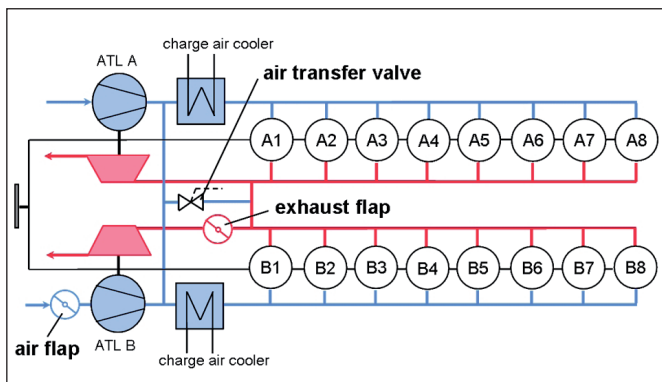 charge air cooler
ATL A
air transfer valve
A1 A2 A3 A4 A5 A6 A7 A8
exhaust flap
B1 B2 B3 B4 B5 B6 B7 B8
air flap
ATL B
charge air cooler